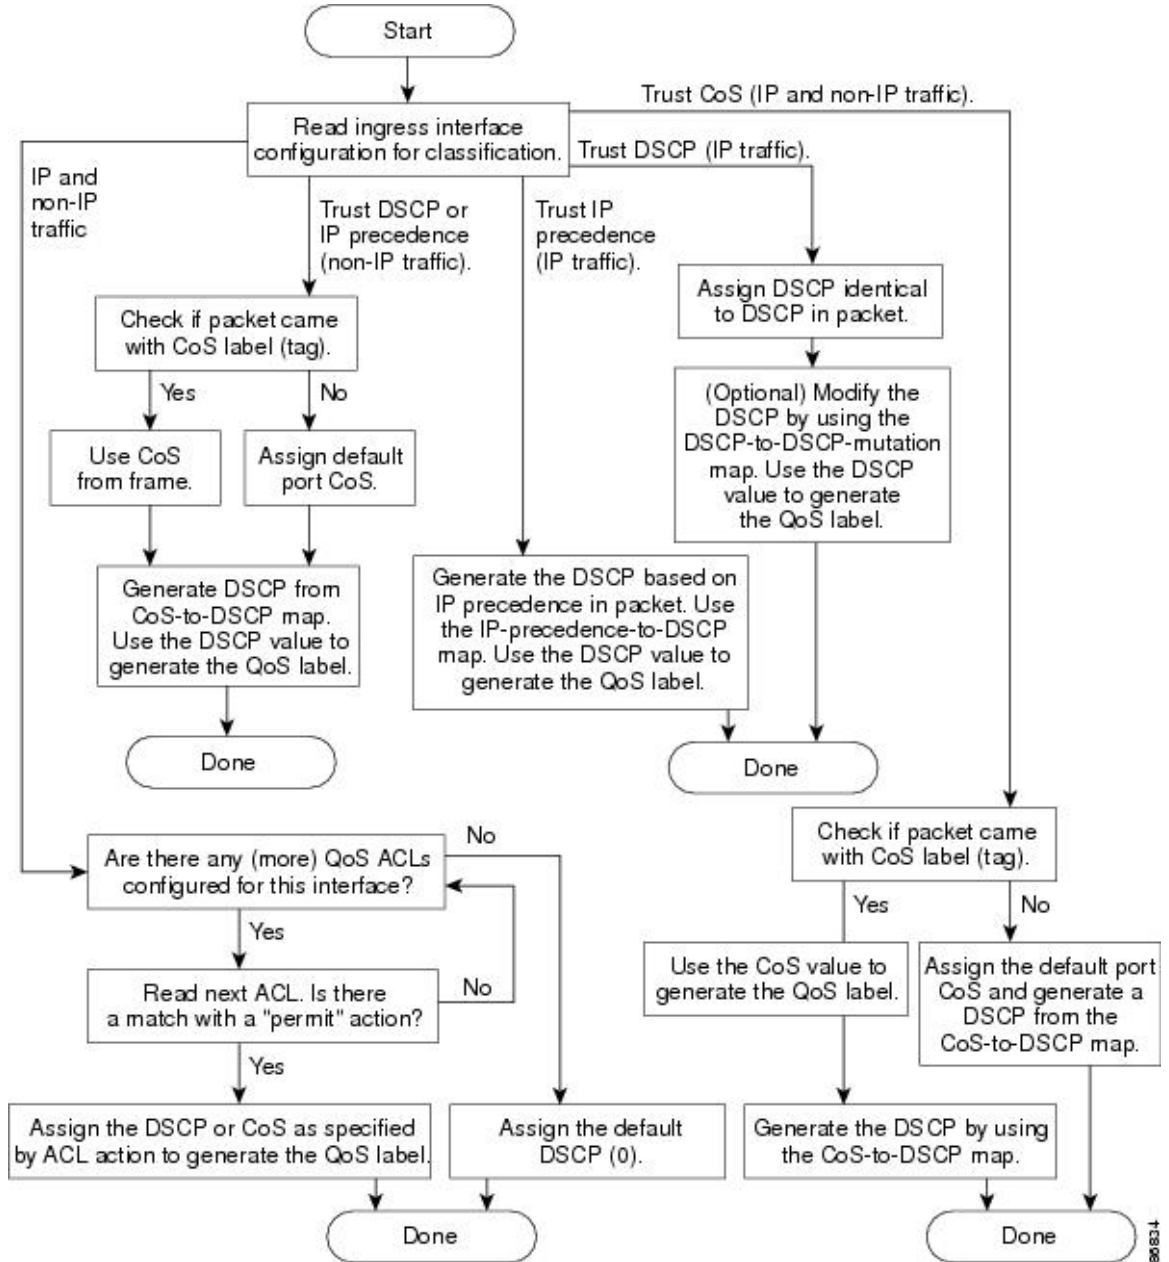 Start
Trust CoS (IP and non-IP traffic).
Read ingress interface
configuration for classification.
Trust DSCP (IP traffic).
IP and
non-IP
traffic
Trust DSCP or
IP precedence
(non-IP traffic).
Trust IP
precedence
(IP traffic).
Assign DSCP identical
to DSCP in packet.
Check if packet came
with CoS label (tag).
Yes
No
(Optional) Modify the
DSCP by using the
DSCP-to-DSCP-mutation
map. Use the DSCP
value to generate
the QoS label.
Use CoS
from frame.
Assign default
port CoS.
Generate DSCP from
CoS-to-DSCP map.
Use the DSCP value to
generate the QoS label.
Generate the DSCP based on
IP precedence in packet. Use
the IP-precedence-to-DSCP
map. Use the DSCP value to
generate the QoS label.
Done
Done
Are there any (more) QoS ACLs
configured for this interface?
No
Yes
Read next ACL. Is there
a match with a "permit" action?
No
Yes
Assign the DSCP or CoS as specified
by ACL action to generate the QoS label.
Assign the default
DSCP (0).
Done
Check if packet came
with CoS label (tag).
Yes
No
Use the CoS value to
generate the QoS label.
Assign the default port
CoS and generate a
DSCP from the
CoS-to-DSCP map.
Generate the DSCP by using
the CoS-to-DSCP map.
Done
86834